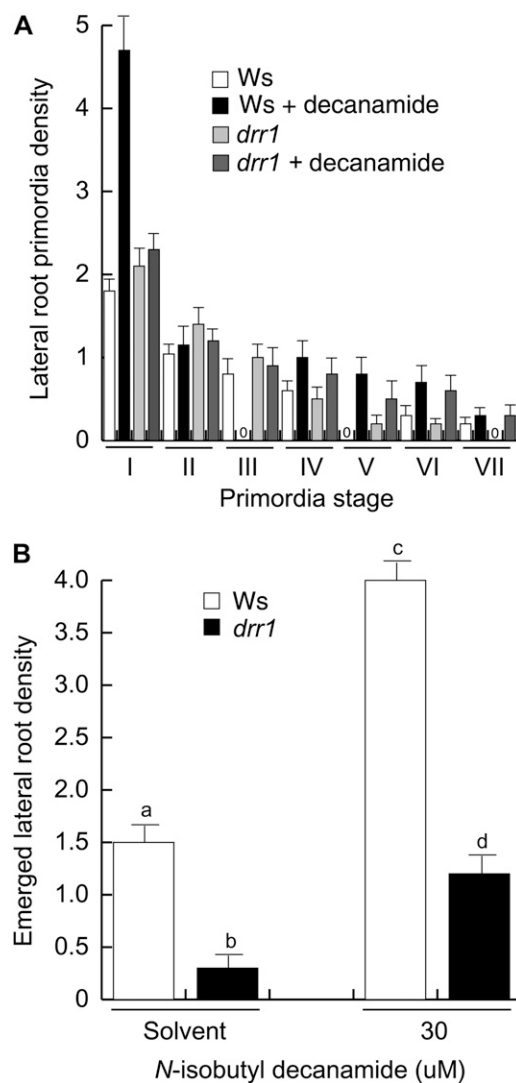 A
Lateral root primordia density
5
4
3
2
1
0
Ws
Ws + decanamide
drr1
drr1 + decanamide
0
0
0
I II III IV V VI VII
Primordia stage
B
Emerged lateral root density
4.0
3.5
3.0
2.5
2.0
1.5
1.0
0.5
0
Ws
drr1
a
b
c
d
Solvent 30
N-isobutyl decanamide (uM)